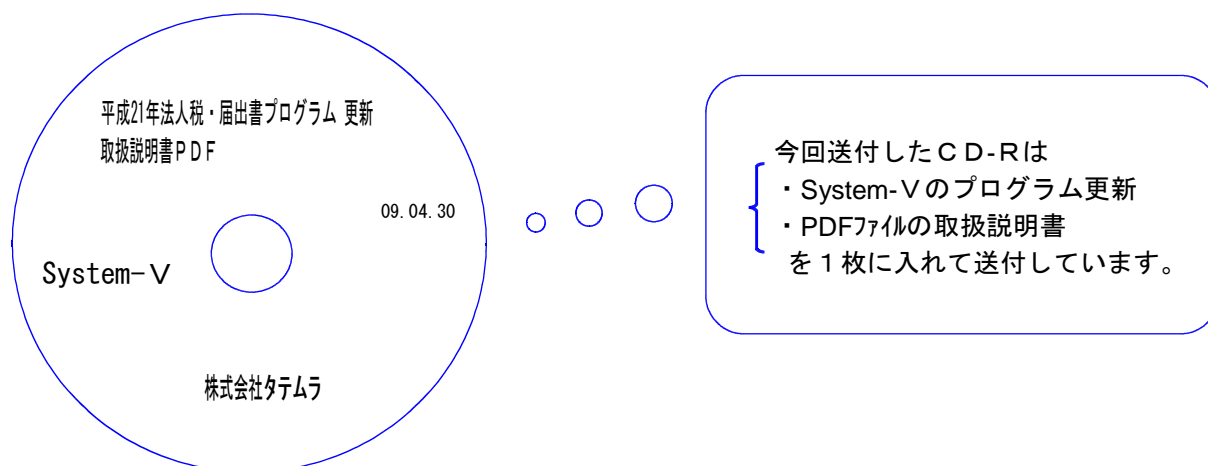 平成21年法人税・届出書プログラム 更新
取扱説明書PDF
09.04.30
System-Ⅴ
株式会社タテムラ
今回送付したCD-Rは
・System-Ⅴのプログラム更新
・PDFﾌｧｲﾙの取扱説明書
を1枚に入れて送付しています。